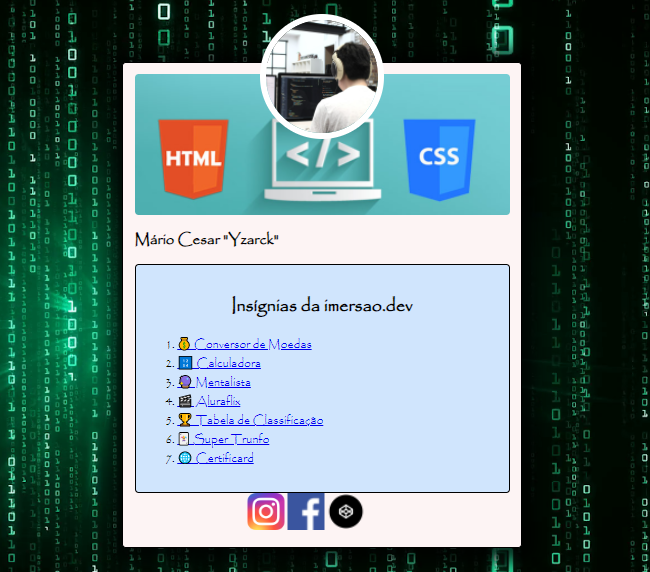 HTML
</>
CSS
Mário Cesar "Yzarck"
Insígnias da imersao.dev
1. Conversor de Moedas
2. Calculadora
3. Mentalista
4. Aluraflix
5. Tabela de Classificação
6. Super Trunfo
7. Certificard